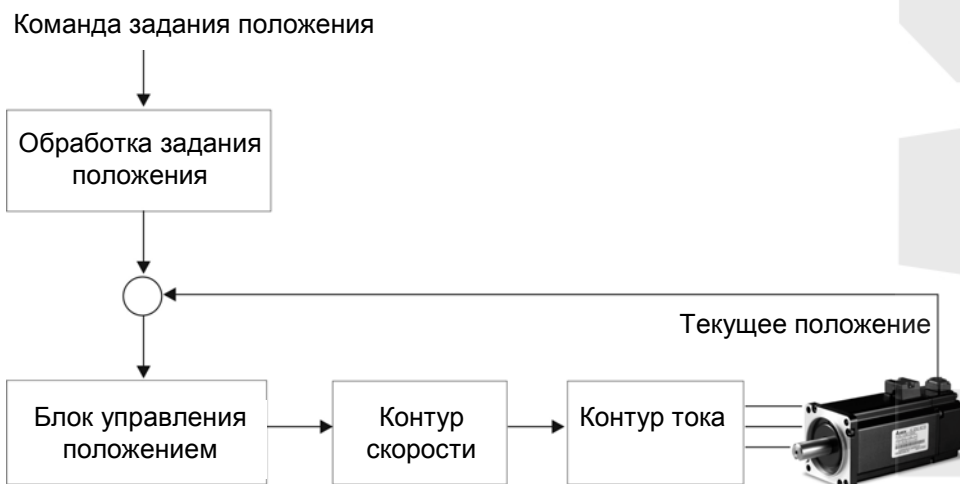 Команда задания положения
Обработка задания
положения
Текущее положение
Блок управления
положением
Контур
скорости
Контур тока